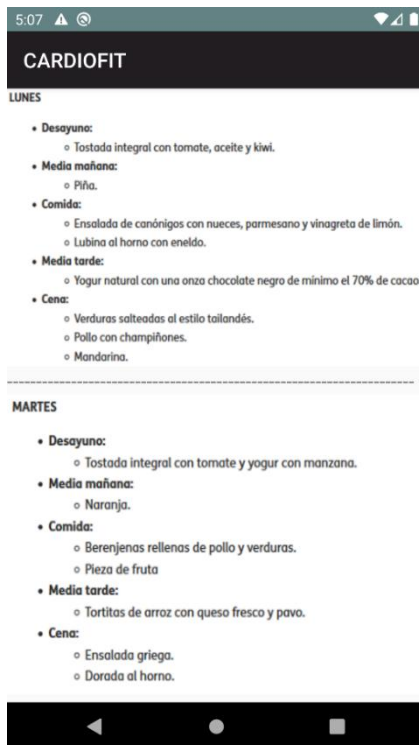 5:07
CARDIOFIT
LUNES
• Desayuno:
○ Tostada integral con tomate, aceite y kiwi.
• Media mañana:
○ Piña.
• Comida:
○ Ensalada de canónigos con nueces, parmesano y vinagreta de limón.
○ Lubina al horno con eneldo.
• Media tarde:
○ Yogur natural con una onza chocolate negro de mínimo el 70% de cacao
• Cena:
○ Verduras salteadas al estilo tailandés.
○ Pollo con champiñones.
○ Mandarina.
----------------------------------------------------------------------
MARTES
• Desayuno:
○ Tostada integral con tomate y yogur con manzana.
• Media mañana:
○ Naranja.
• Comida:
○ Berenjenas rellenas de pollo y verduras.
○ Pieza de fruta
• Media tarde:
○ Tortitas de arroz con queso fresco y pavo.
• Cena:
○ Ensalada griega.
○ Dorada al horno.